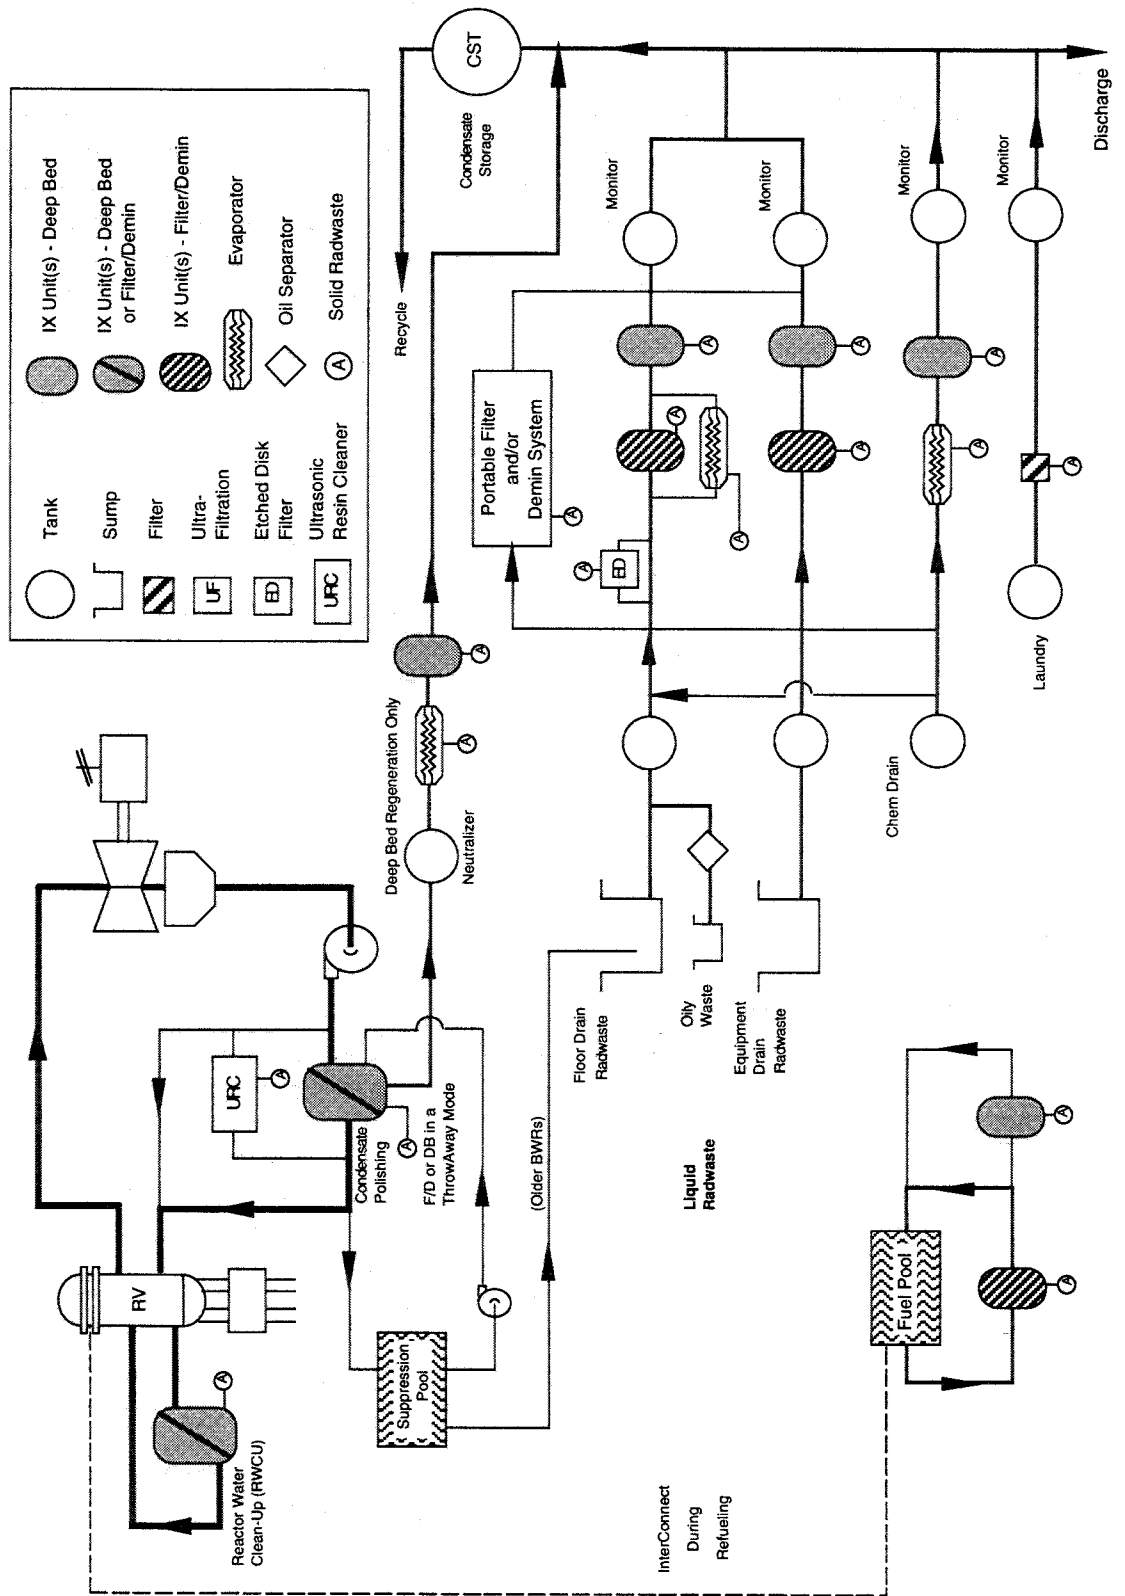 Tank
Sump
Filter
Ultra-
Filtration
Etched Disk
Filter
Ultrasonic
Resin Cleaner
UF
ED
URC
IX Unit(s) - Deep Bed
IX Unit(s) - Deep Bed
or Filter/Demin
IX Unit(s) - Filter/Demin
Evaporator
Oil Separator
A
Solid Radwaste
RV
A
Reactor Water
Clean-Up (RWCU)
URC
A
Condensate
Polishing
A
F/D or DB in a
ThrowAway Mode
Suppression
Pool
(Older BWRs)
Deep Bed Regeneration Only
Neutralizer
A
A
Recycle
CST
Condensate
Storage
Portable Filter
and/or
Demin System
A
Floor Drain
Radwaste
ED
A
A
A
A
Monitor
Oily
Waste
Equipment
Drain
Radwaste
A
A
Monitor
Chem Drain
A
A
Monitor
Laundry
A
Monitor
Discharge
Liquid
Radwaste
InterConnect
During
Refueling
Fuel Pool
A
A